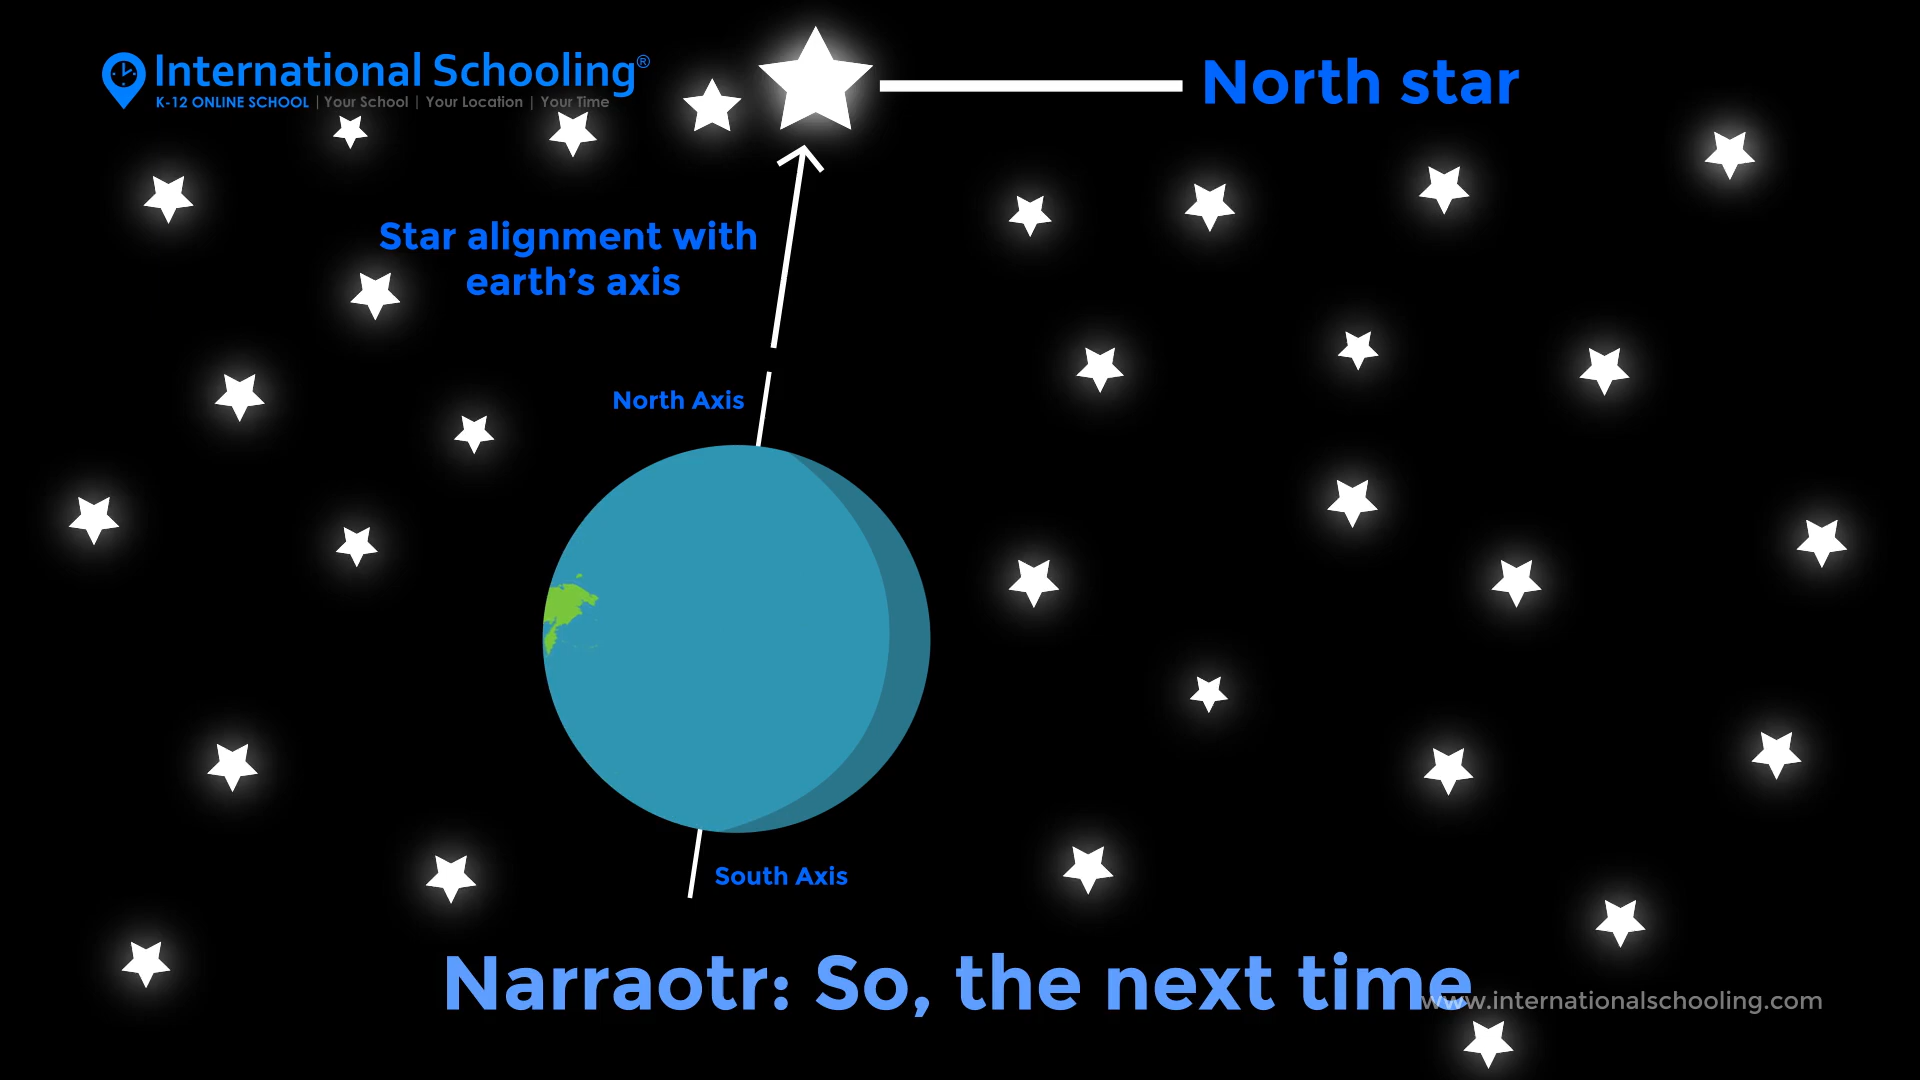 International Schooling®
K-12 ONLINE SCHOOL | Your School | Your Location | Your Time
North star
Star alignment with
earth's axis
North Axis
South Axis
Narraotr: So, the next time
www.internationalschooling.com